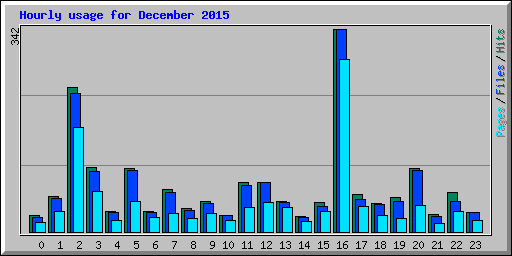 Hourly usage for December 2015
342
Pages/Files/Hits
0 1 2 3 4 5 6 7 8 9 10 11 12 13 14 15 16 17 18 19 20 21 22 23